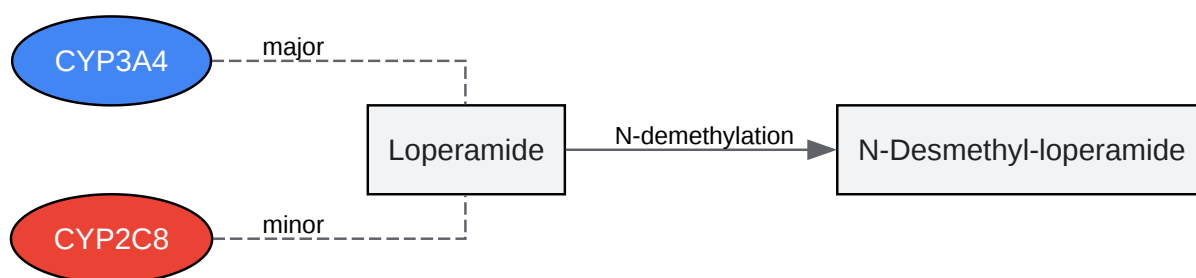 CYP3A4
major
Loperamide
N-demethylation
N-Desmethyl-loperamide
minor
CYP2C8